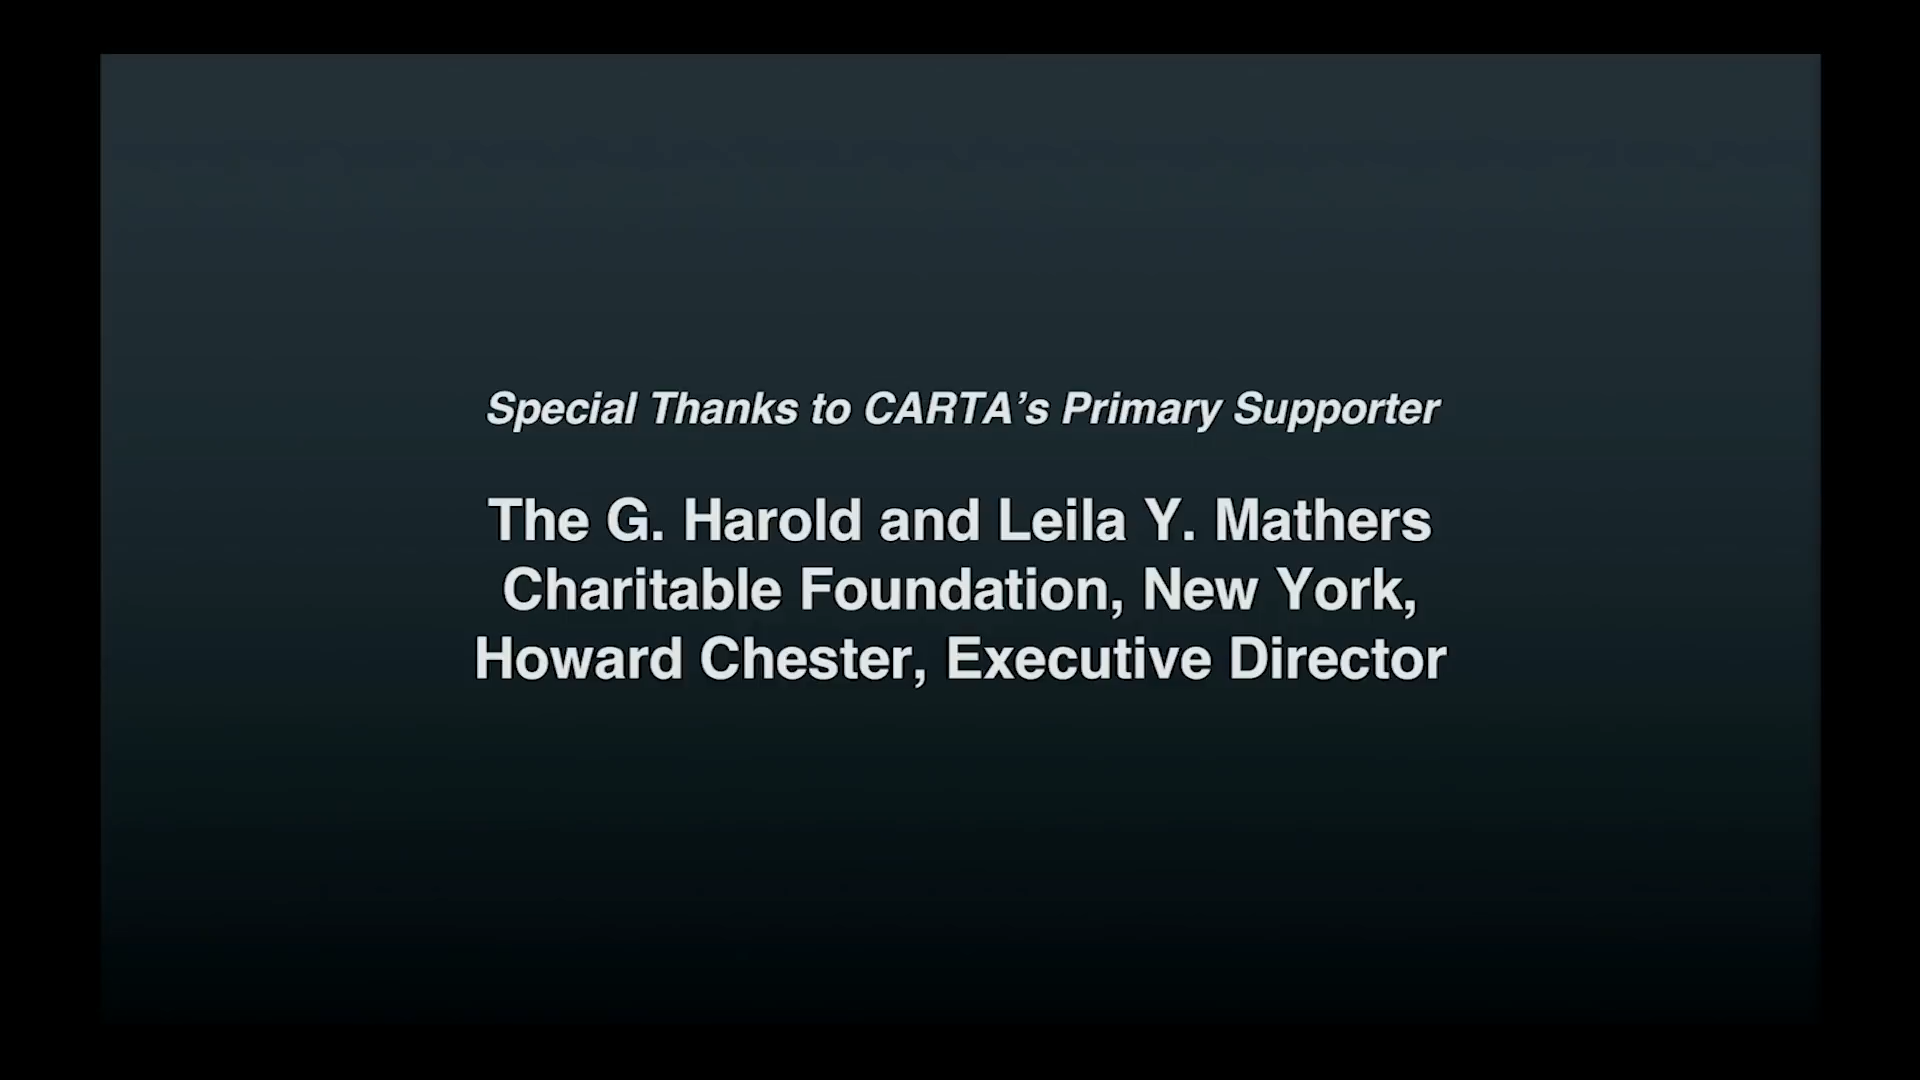 Special Thanks to CARTA’s Primary Supporter
The G. Harold and Leila Y. Mathers
Charitable Foundation, New York,
Howard Chester, Executive Director